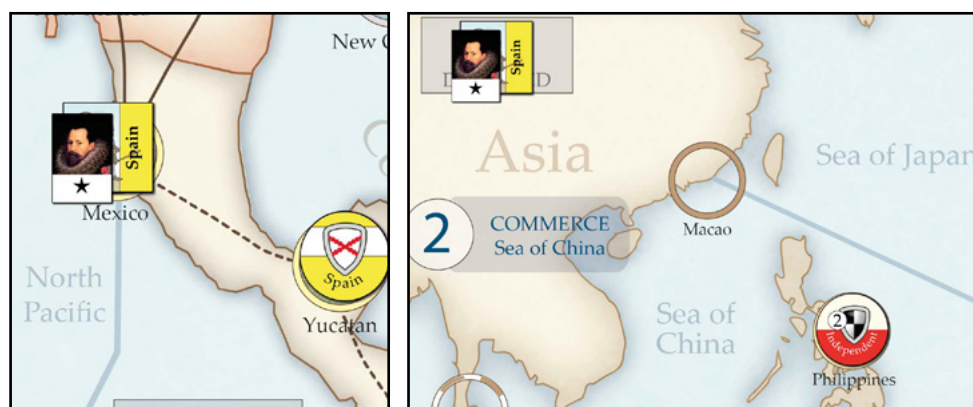 New
Spain
Mexico
North
Pacific
Spain
Yucatan
Spain
D
D
Asia
Sea of Japan
Macao
2
COMMERCE
Sea of China
Sea of
China
2
Independent
Philippines